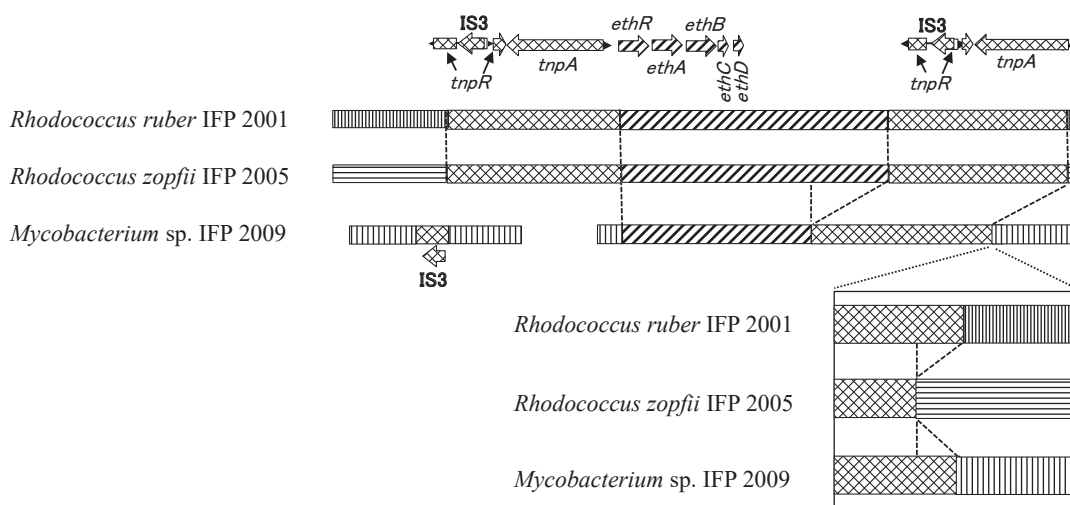 IS3
ethR
ethB
IS3
tnpR
tnpA
ethA
ethC
ethD
tnpR
tnpA
Rhodococcus ruber IFP 2001
Rhodococcus zopfii IFP 2005
Mycobacterium sp. IFP 2009
IS3
Rhodococcus ruber IFP 2001
Rhodococcus zopfii IFP 2005
Mycobacterium sp. IFP 2009